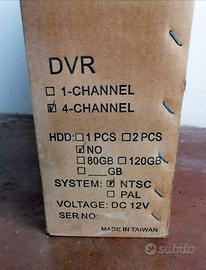 DVR
☐ 1-CHANNEL
☑ 4-CHANNEL
HDD: ☐ 1 PCS ☐ 2 PCS
☑ NO
☐ 80GB ☐ 120GB
☐ ___GB
SYSTEM: ☑ NTSC
☐ PAL
VOLTAGE: DC 12V
SER NO:
MADE IN TAIWAN
subito